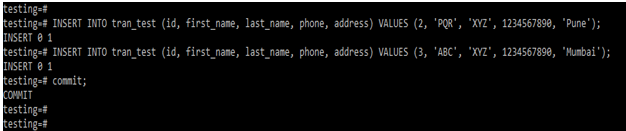 testing=#
testing=# INSERT INTO tran_test (id, first_name, last_name, phone, address) VALUES (2, 'PQR', 'XYZ', 1234567890, 'Pune');
INSERT 0 1
testing=# INSERT INTO tran_test (id, first_name, last_name, phone, address) VALUES (3, 'ABC', 'XYZ', 1234567890, 'Mumbai');
INSERT 0 1
testing=# commit;
COMMIT
testing=#
testing=#